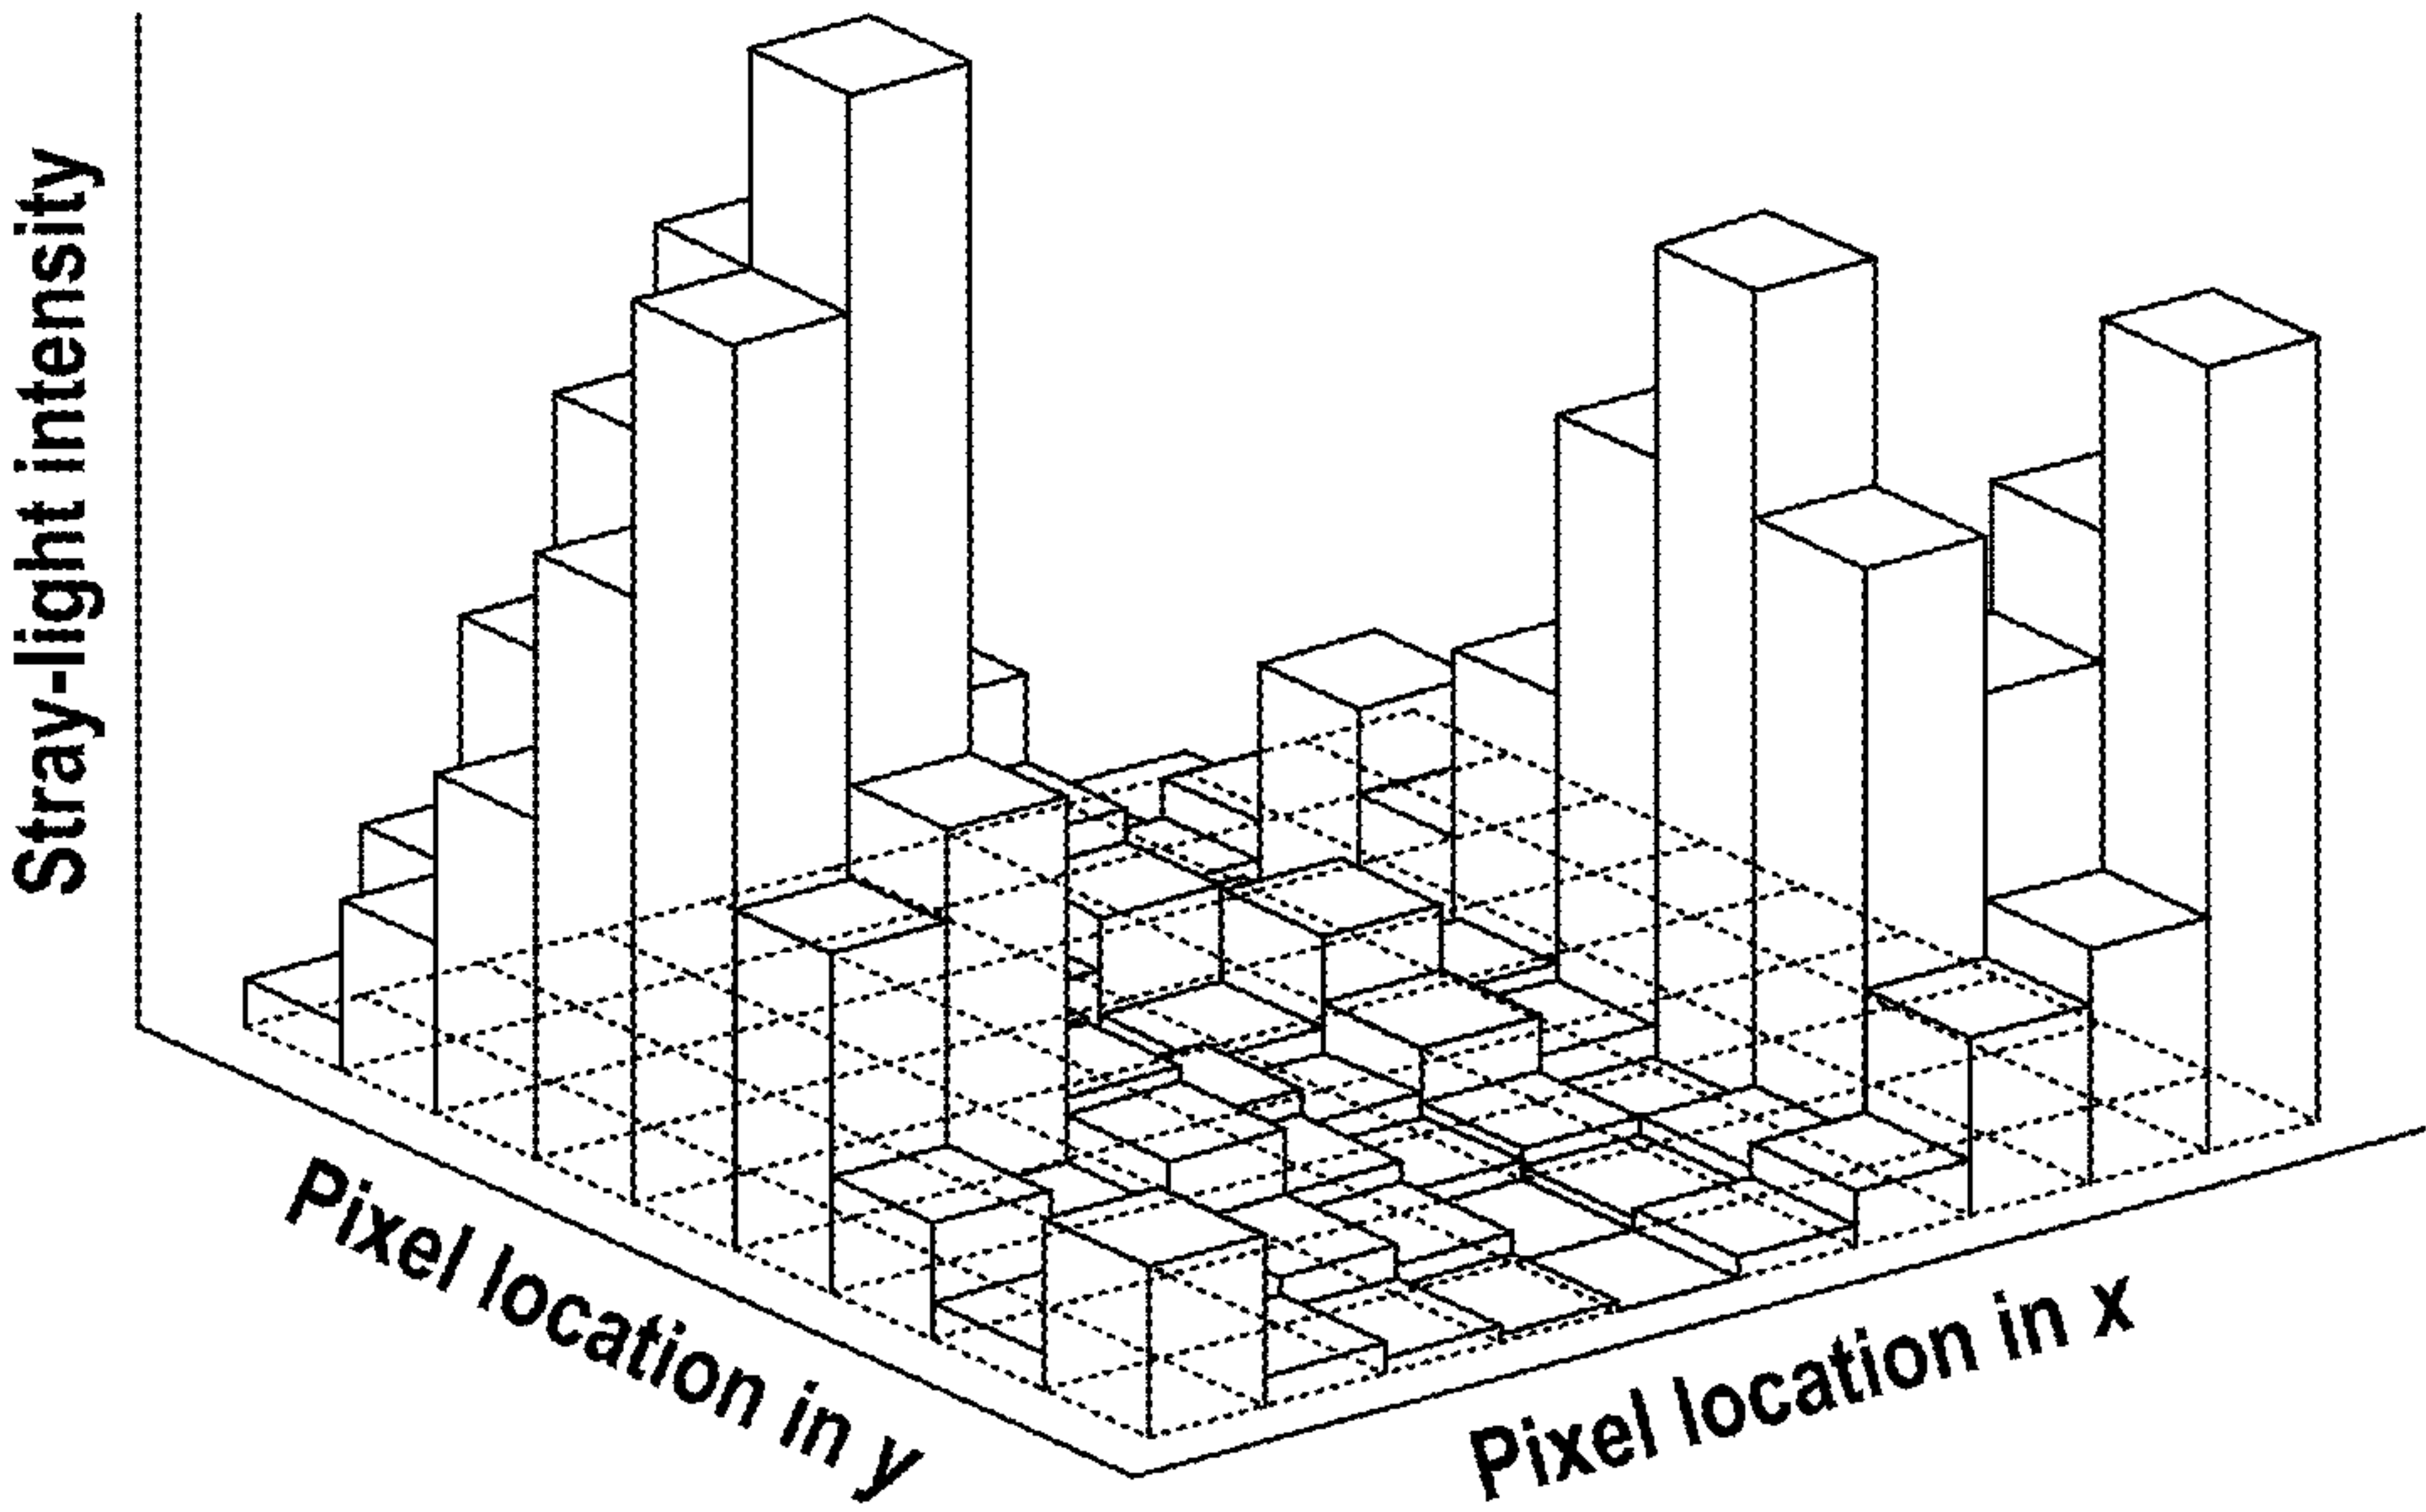 Stray-light intensity
Pixel location in y
Pixel location in x